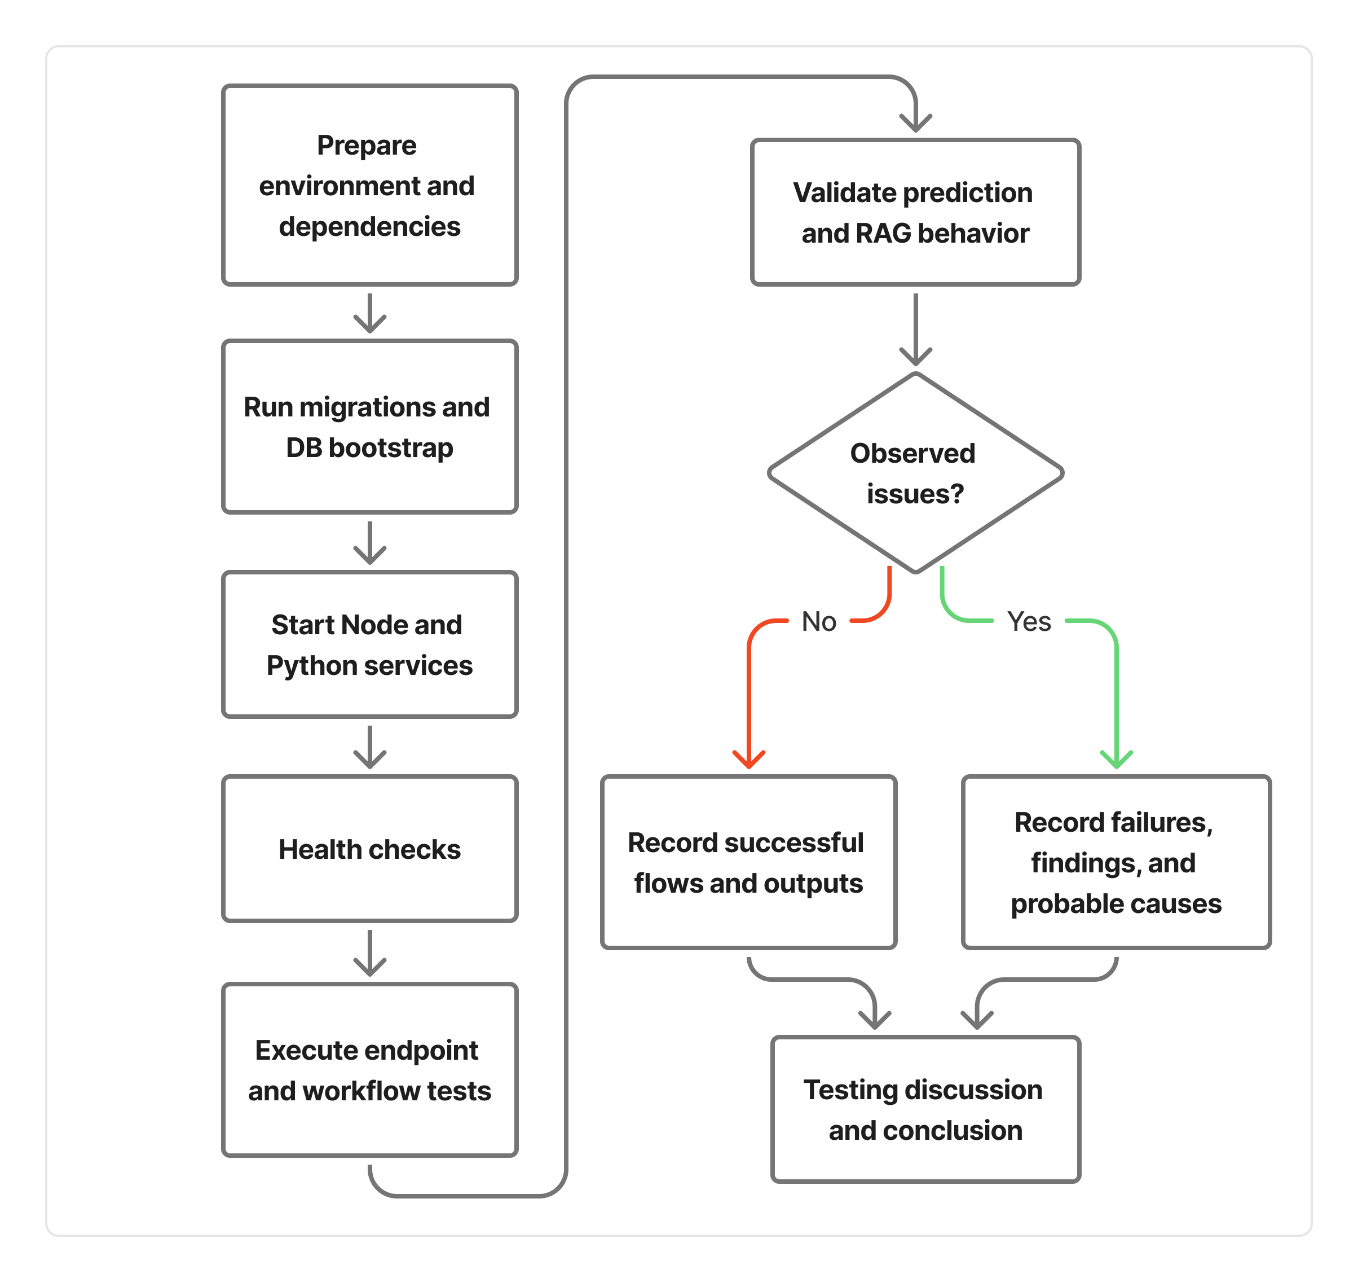 Prepare
environment and
dependencies
Run migrations and
DB bootstrap
Start Node and
Python services
Health checks
Execute endpoint
and workflow tests
Validate prediction
and RAG behavior
Observed
issues?
No
Yes
Record successful
flows and outputs
Record failures,
findings, and
probable causes
Testing discussion
and conclusion